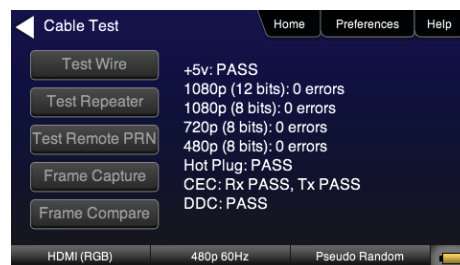 Cable Test
Home
Preferences
Help
Test Wire
Test Repeater
Test Remote PRN
Frame Capture
Frame Compare
+5v: PASS
1080p (12 bits): 0 errors
1080p (8 bits): 0 errors
720p (8 bits): 0 errors
480p (8 bits): 0 errors
Hot Plug: PASS
CEC: Rx PASS, Tx PASS
DDC: PASS
HDMI (RGB)
480p 60Hz
Pseudo Random